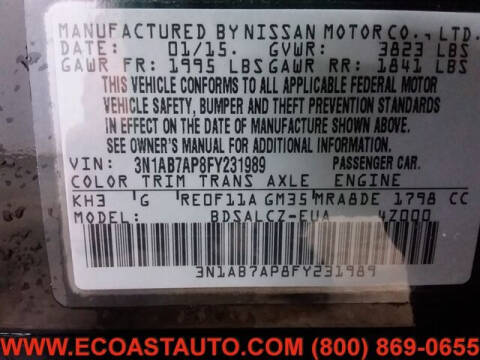 MANUFACTURED BY NISSAN MOTOR CO., LTD.
DATE: 01/15. GVWR: 3823 LBS
GAWR FR: 1995 LBS GAWR RR: 1841 LBS
THIS VEHICLE CONFORMS TO ALL APPLICABLE FEDERAL MOTOR
VEHICLE SAFETY, BUMPER AND THEFT PREVENTION STANDARDS
IN EFFECT ON THE DATE OF MANUFACTURE SHOWN ABOVE.
SEE OWNER'S MANUAL FOR ADDITIONAL INFORMATION.
VIN: 3N1AB7AP8FY231989 PASSENGER CAR.
COLOR TRIM TRANS AXLE ENGINE
KH3 G RE0F11A GM35 MRA8DE 1798 CC
MODEL: BDSALCZ-EUA 4Z000
3N1AB7AP8FY231989
WWW.ECOASTAUTO.COM (800) 869-0655